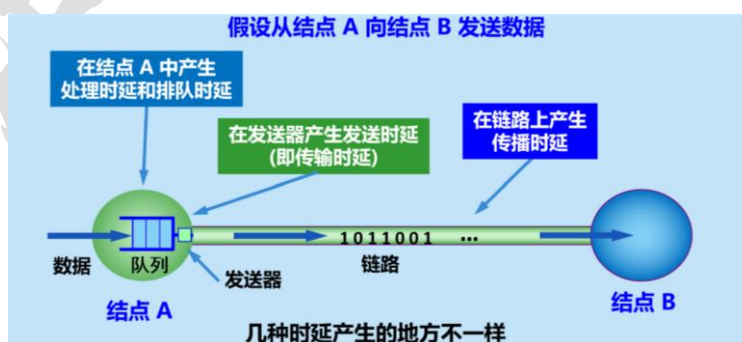 假设从结点 A 向结点 B 发送数据
在结点 A 中产生
处理时延和排队时延
在发送器产生发送时延
(即传输时延)
在链路上产生
传播时延
1011001 ...
数据
队列
发送器
链路
结点 A
结点 B
几种时延产生的地方不一样